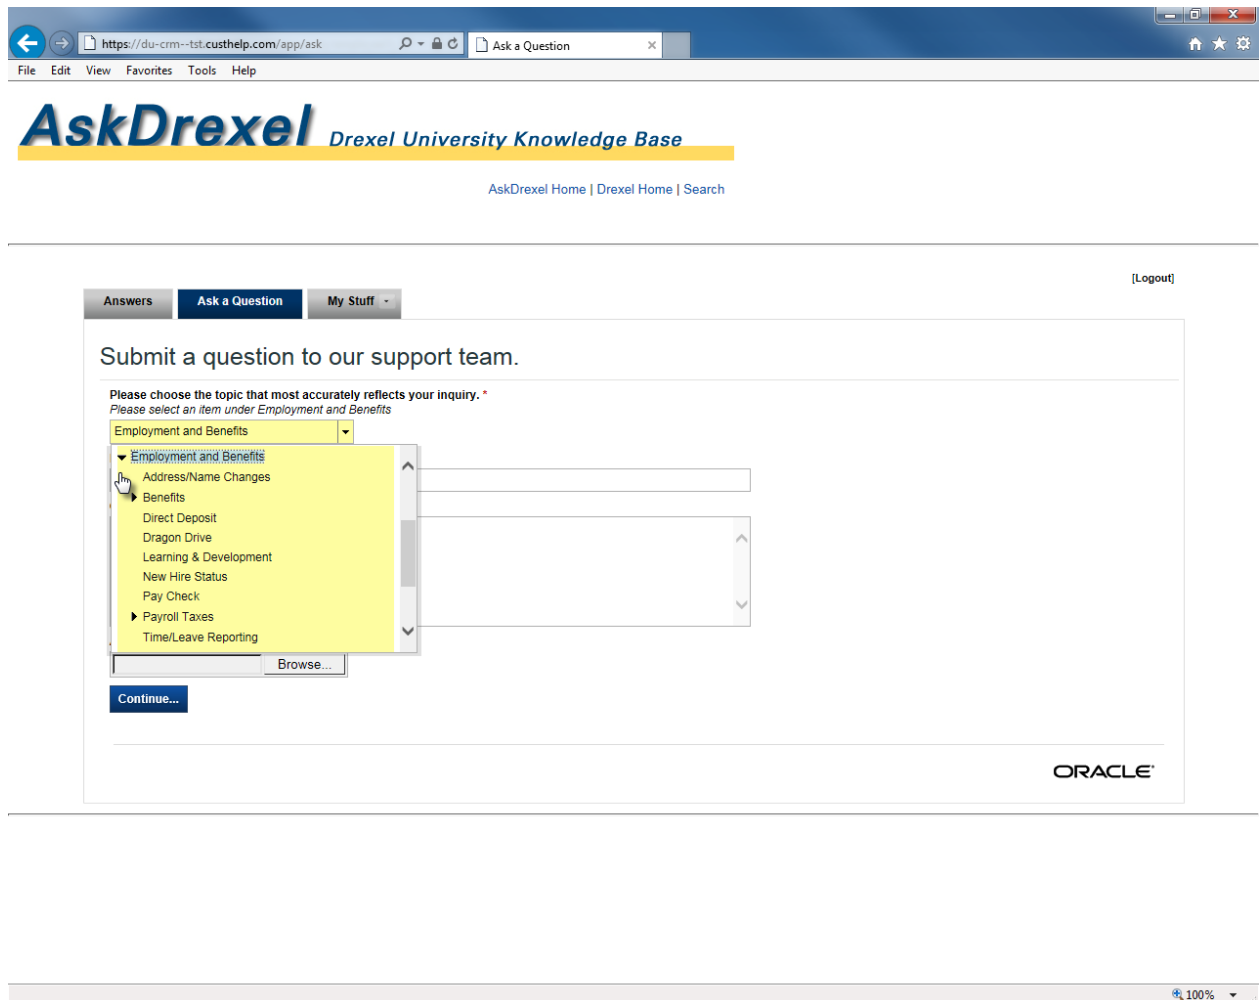 https://du-crm--tst.custhelp.com/app/ask
Ask a Question
File Edit View Favorites Tools Help
AskDrexel Drexel University Knowledge Base
AskDrexel Home | Drexel Home | Search
[Logout]
Answers Ask a Question My Stuff
Submit a question to our support team.
Please choose the topic that most accurately reflects your inquiry. *
Please select an item under Employment and Benefits
Employment and Benefits
Employment and Benefits
Address/Name Changes
Benefits
Direct Deposit
Dragon Drive
Learning & Development
New Hire Status
Pay Check
Payroll Taxes
Time/Leave Reporting
Browse...
Continue...
ORACLE
100%